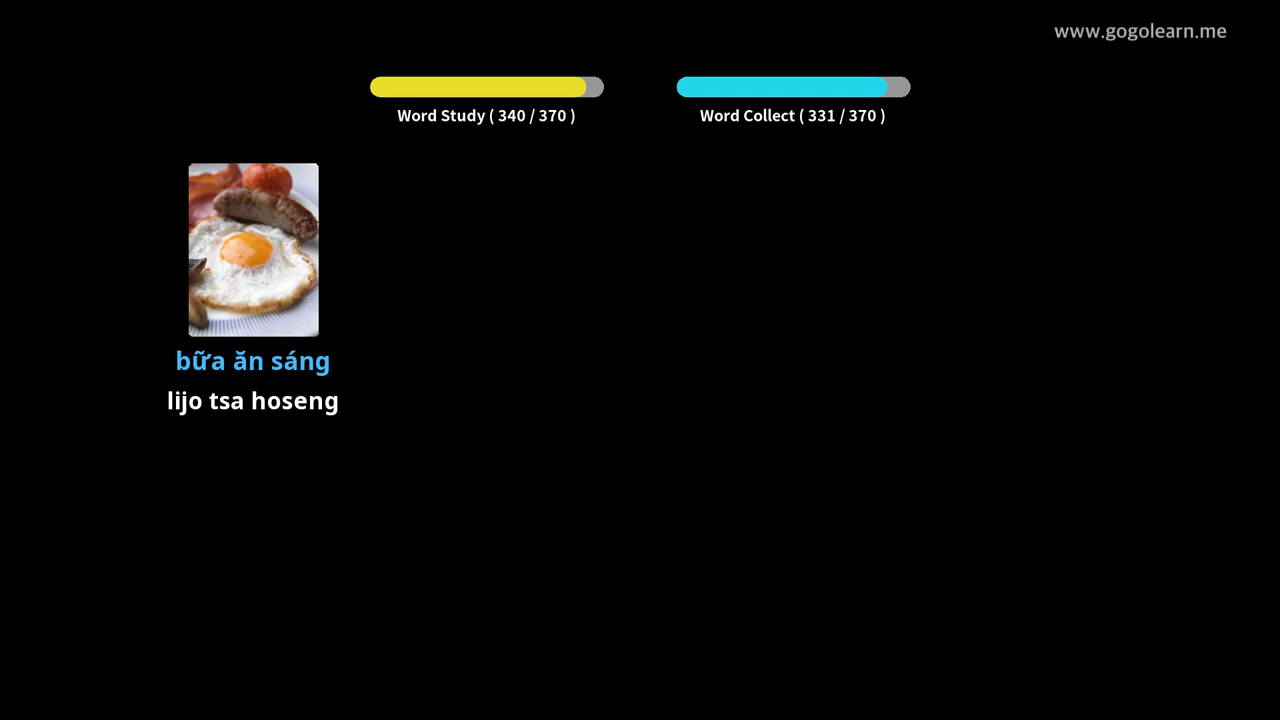 www.gogolearn.me
Word Study ( 340 / 370 )
Word Collect ( 331 / 370 )
bữa ăn sáng
lijo tsa hoseng